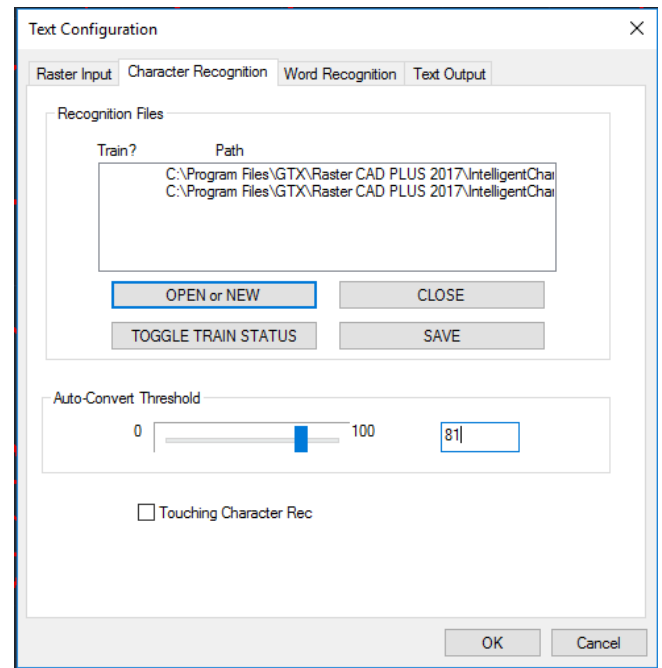 Text Configuration
Raster Input Character Recognition Word Recognition Text Output
Recognition Files
Train? Path
C:\Program Files\GTX\Raster CAD PLUS 2017\IntelligentChar
C:\Program Files\GTX\Raster CAD PLUS 2017\IntelligentChar
OPEN or NEW CLOSE
TOGGLE TRAIN STATUS SAVE
Auto-Convert Threshold
0 100 81
Touching Character Rec
OK Cancel